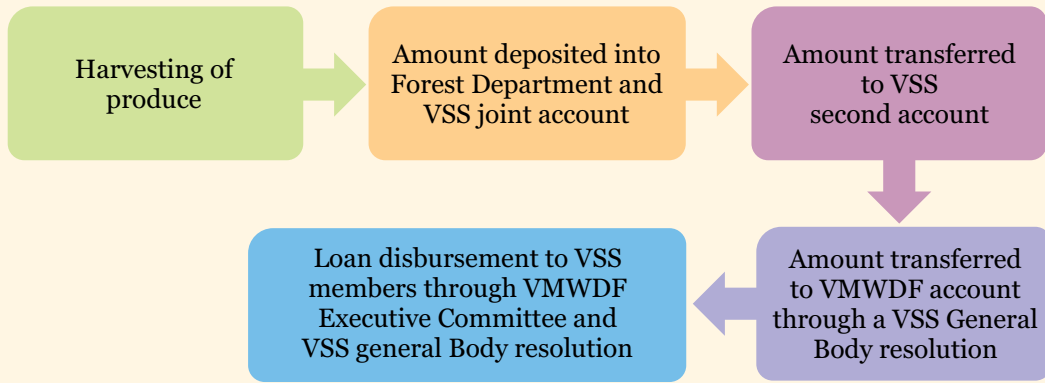 Harvesting of
produce
Amount deposited into
Forest Department and
VSS joint account
Amount transferred
to VSS
second account
Amount transferred
to VMWDF account
through a VSS General
Body resolution
Loan disbursement to VSS
members through VMWDF
Executive Committee and
VSS general Body resolution